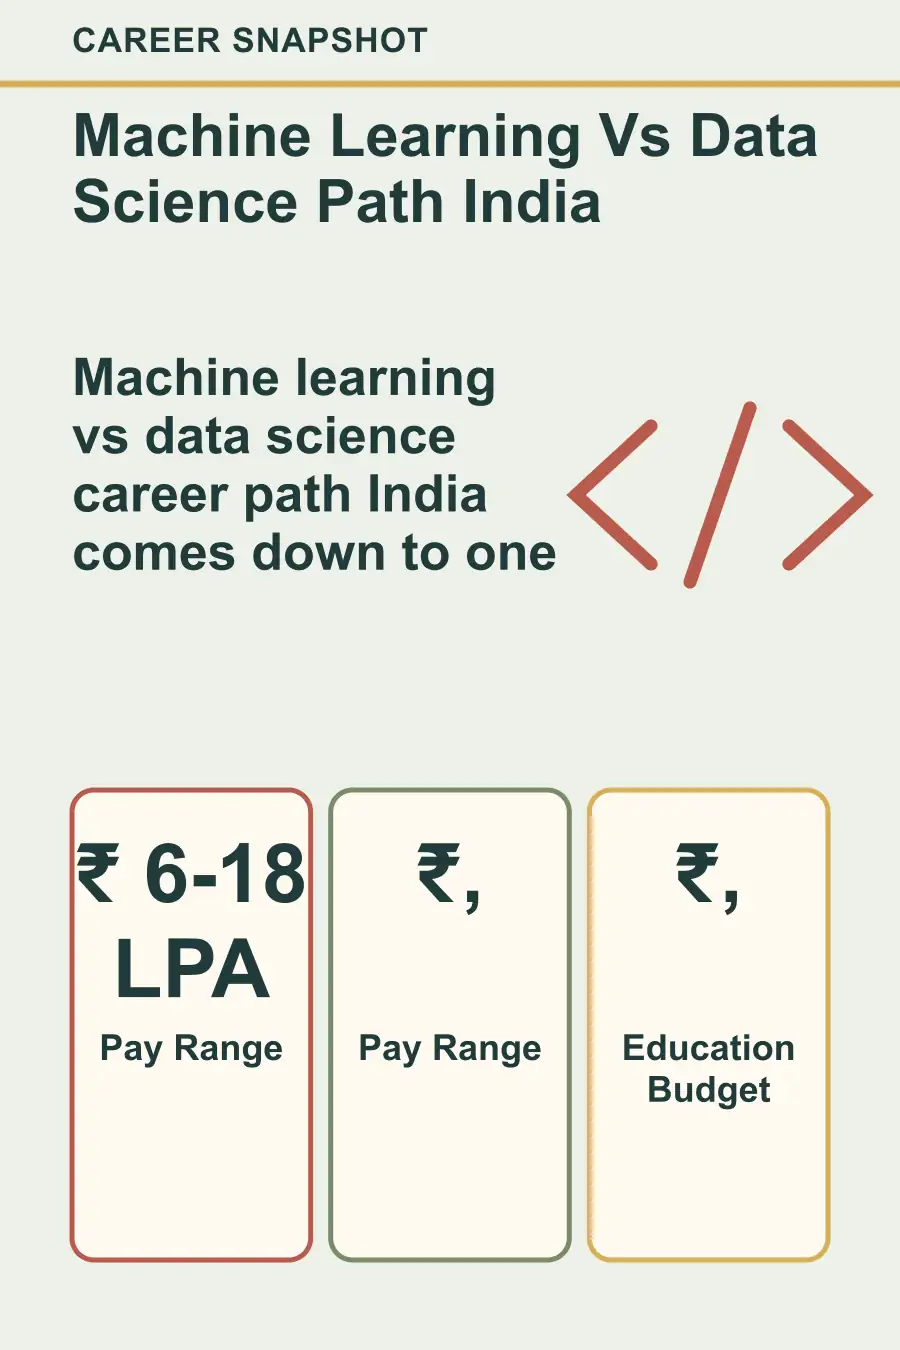 CAREER SNAPSHOT
Machine Learning Vs Data
Science Path India
Machine learning
vs data science
career path India
comes down to one
₹ 6-18
LPA
Pay Range
₹,
Pay Range
₹,
Education
Budget